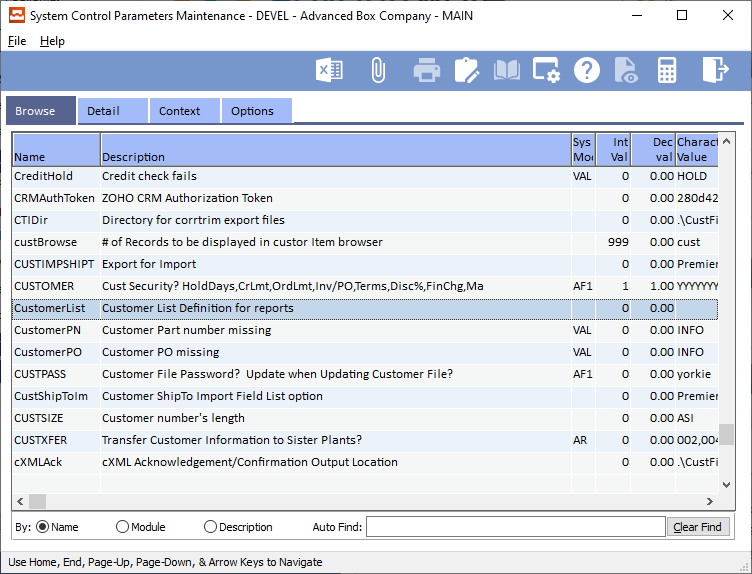 System Control Parameters Maintenance - DEVEL - Advanced Box Company - MAIN
File Help
Browse Detail Context Options
Sys Int Dec Charact
Name Description Mod Val val Value
CreditHold Credit check fails VAL 0 0.00 HOLD
CRMAuthToken ZOHO CRM Authorization Token 0 0.00 280d42
CTIDir Directory for corrtrim export files 0 0.00 .\CustFi
custBrowse # of Records to be displayed in custor Item browser 999 0.00 cust
CUSTIMPSHIPT Export for Import 0 0.00 Premier
CUSTOMER Cust Security? HoldDays,CrLmt,OrdLmt,Inv/PO,Terms,Disc%,FinChg,Ma AF1 1 1.00 YYYYYYY
CustomerList Customer List Definition for reports 0 0.00
CustomerPN Customer Part number missing VAL 0 0.00 INFO
CustomerPO Customer PO missing VAL 0 0.00 INFO
CUSTPASS Customer File Password? Update when Updating Customer File? AF1 0 0.00 yorkie
CustShipToIm Customer ShipTo Import Field List option 0 0.00 Premier
CUSTSIZE Customer number's length 0 0.00 ASI
CUSTXFER Transfer Customer Information to Sister Plants? AR 0 0.00 002,004
cXMLAck cXML Acknowledgement/Confirmation Output Location 0 0.00 .\CustFi
By: Name Module Description Auto Find: Clear Find
Use Home, End, Page-Up, Page-Down, & Arrow Keys to Navigate